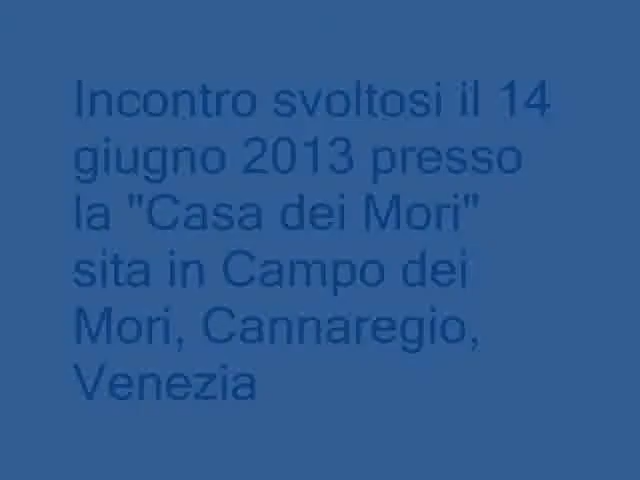 Incontro svoltosi il 14
giugno 2013 presso
la "Casa dei Mori"
sita in Campo dei
Mori, Cannaregio,
Venezia